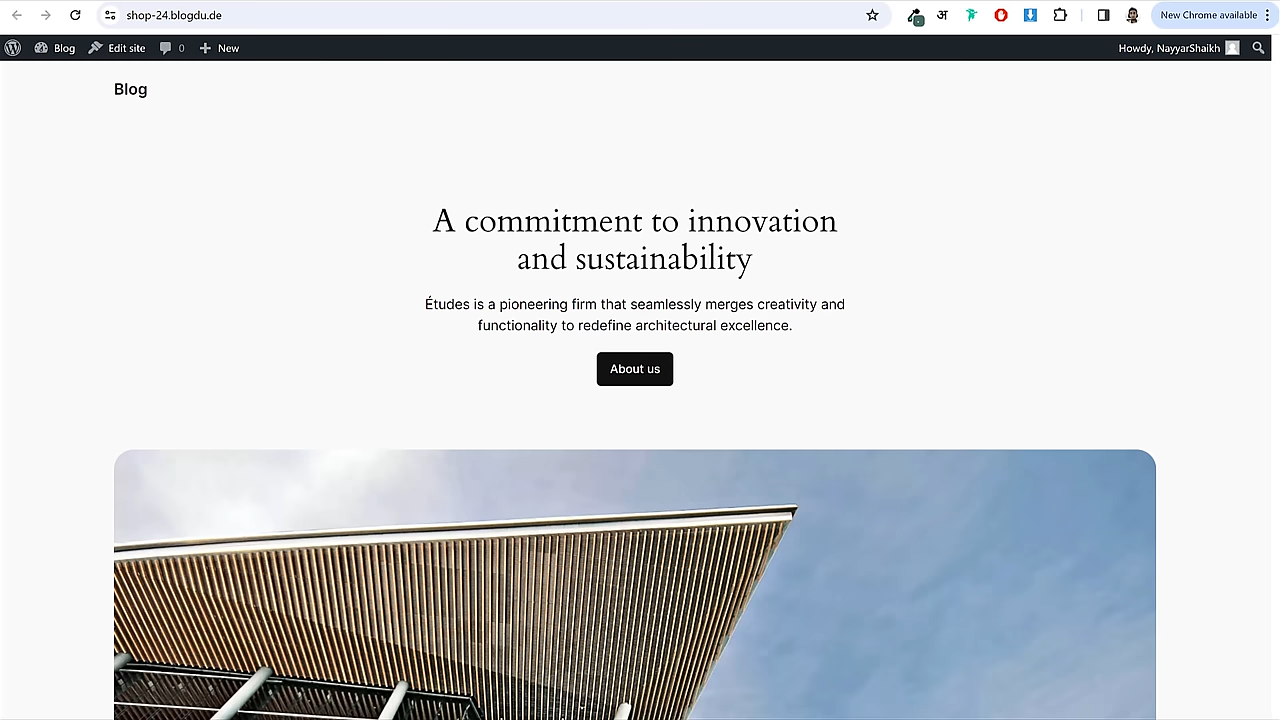 shop-24.blogdu.de
अ
New Chrome available
Blog
Edit site
0
New
Howdy, NayyarShaikh
Blog
A commitment to innovation
and sustainability
Études is a pioneering firm that seamlessly merges creativity and
functionality to redefine architectural excellence.
About us